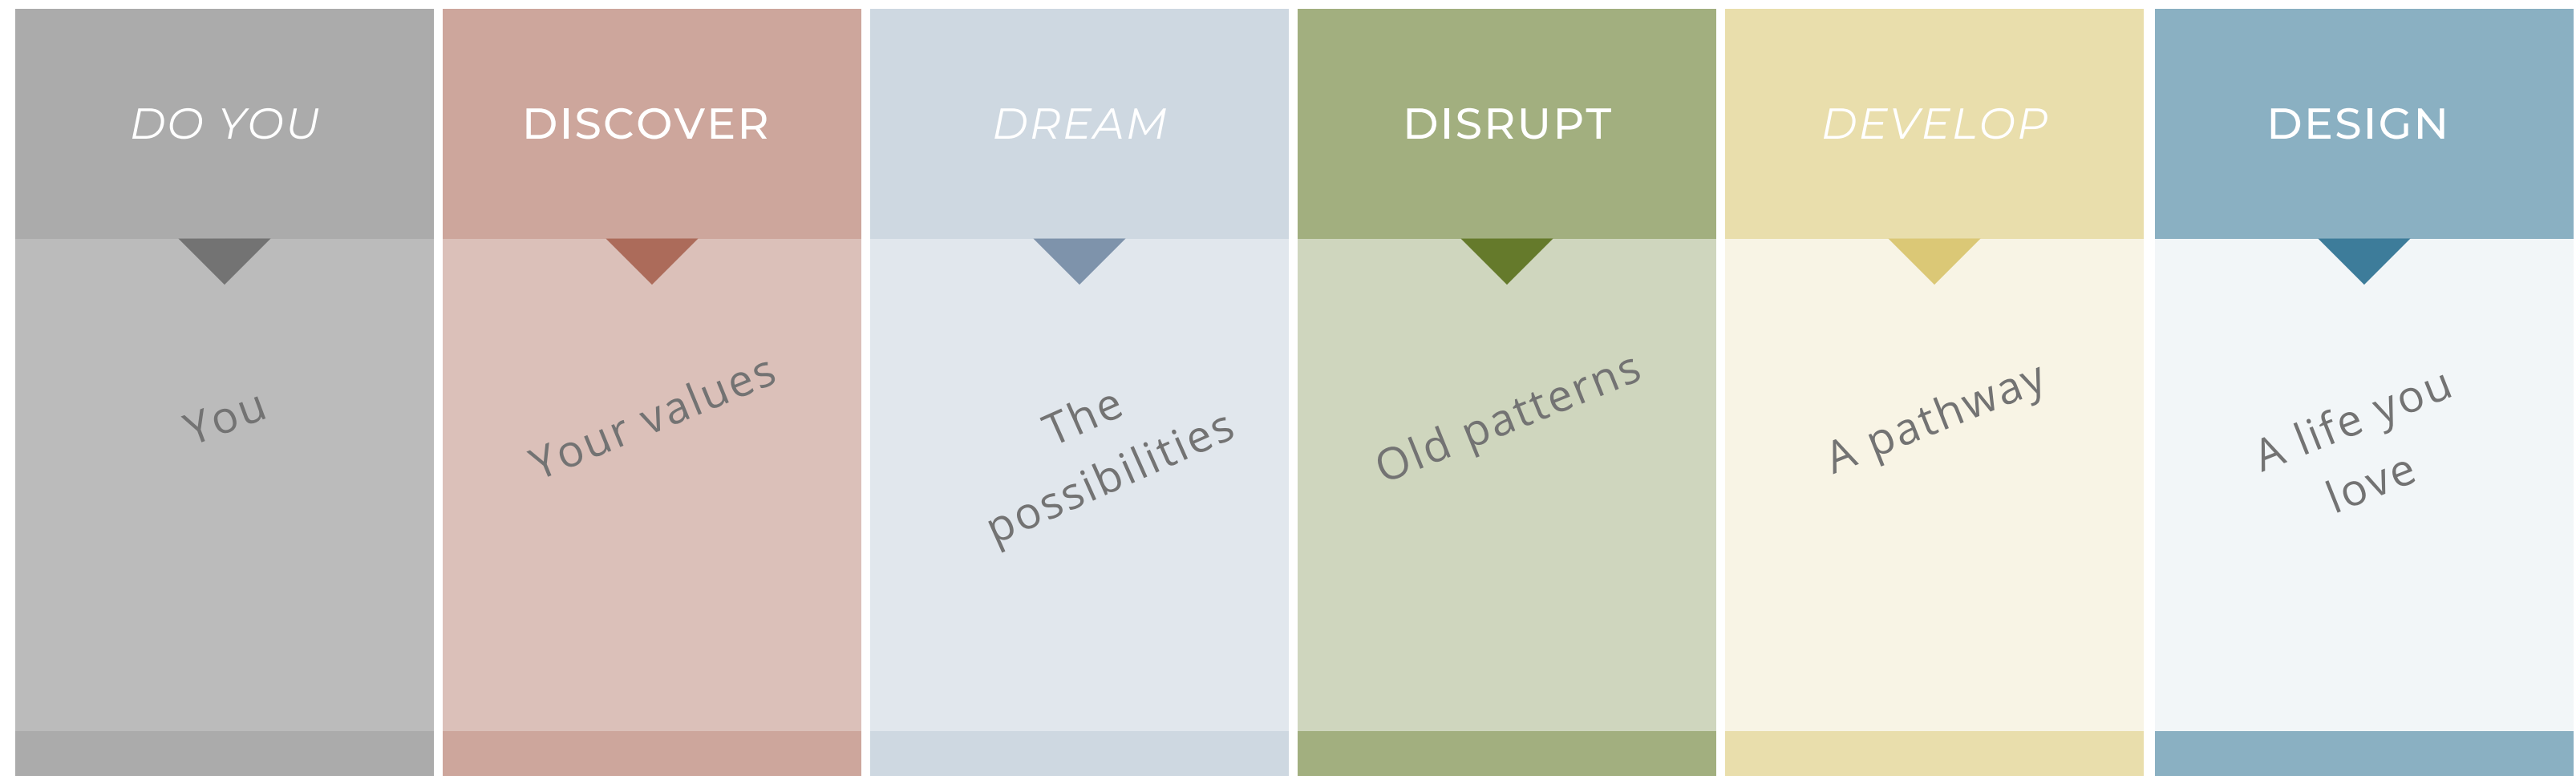 DO YOU
You
DISCOVER
Your values
DREAM
The
possibilities
DISRUPT
Old patterns
DEVELOP
A pathway
DESIGN
A life you
love